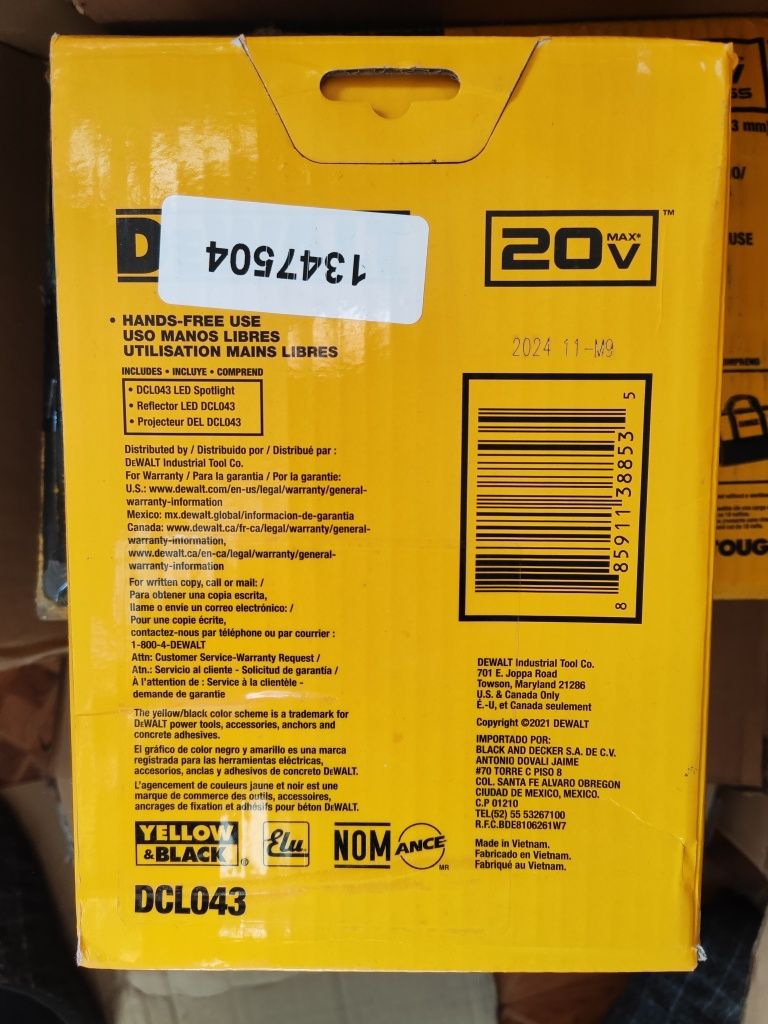 DE
1347504
20V MAX*
™
• HANDS-FREE USE
USO MANOS LIBRES
UTILISATION MAINS LIBRES
INCLUDES • INCLUYE • COMPREND
• DCL043 LED Spotlight
• Reflector LED DCL043
• Projecteur DEL DCL043
2024 11-M9
8 85911 38853 5
Distributed by / Distribuido por / Distribué par :
DEWALT Industrial Tool Co.
For Warranty / Para la garantia / Por la garantie:
U.S.: www.dewalt.com/en-us/legal/warranty/general-
warranty-information
Mexico: mx.dewalt.global/informacion-de-garantia
Canada: www.dewalt.ca/fr-ca/legal/warranty/general-
warranty-information,
www.dewalt.ca/en-ca/legal/warranty/general-
warranty-information
For written copy, call or mail: /
Para obtener una copia escrita,
llame o envíe un correo electrónico: /
Pour une copie écrite,
contactez-nous par téléphone ou par courrier :
1-800-4-DEWALT
Attn: Customer Service-Warranty Request /
Atn.: Servicio al cliente - Solicitud de garantía /
À l'attention de : Service à la clientèle -
demande de garantie
The yellow/black color scheme is a trademark for
DEWALT power tools, accessories, anchors and
concrete adhesives.
El gráfico de color negro y amarillo es una marca
registrada para las herramientas eléctricas,
accesorios, anclas y adhesivos de concreto DEWALT.
L'agencement de couleurs jaune et noir est une
marque de commerce des outils, accessoires,
ancrages de fixation et adhésifs pour béton DEWALT.
YELLOW
&BLACK®
Elu
NOM
ANCE
MR
DCL043
DEWALT Industrial Tool Co.
701 E. Joppa Road
Towson, Maryland 21286
U.S. & Canada Only
É.-U, et Canada seulement
Copyright ©2021 DEWALT
IMPORTADO POR:
BLACK AND DECKER S.A. DE C.V.
ANTONIO DOVALI JAIME
#70 TORRE C PISO 8
COL. SANTA FE ALVARO OBREGON
CIUDAD DE MEXICO, MEXICO.
C.P 01210
TEL(52) 55 53267100
R.F.C.BDE8106261W7
Made in Vietnam.
Fabricado en Vietnam.
Fabriqué au Vietnam.
3 mm)
USE
OUG